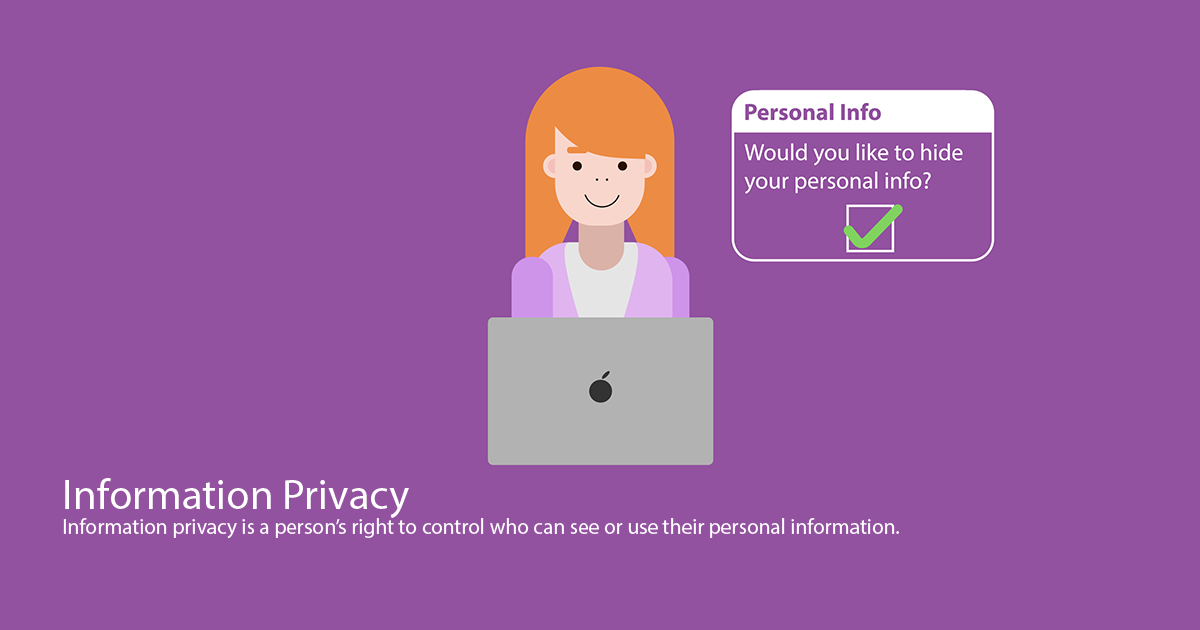 Personal Info
Would you like to hide
your personal info?
Information Privacy
Information privacy is a person’s right to control who can see or use their personal information.